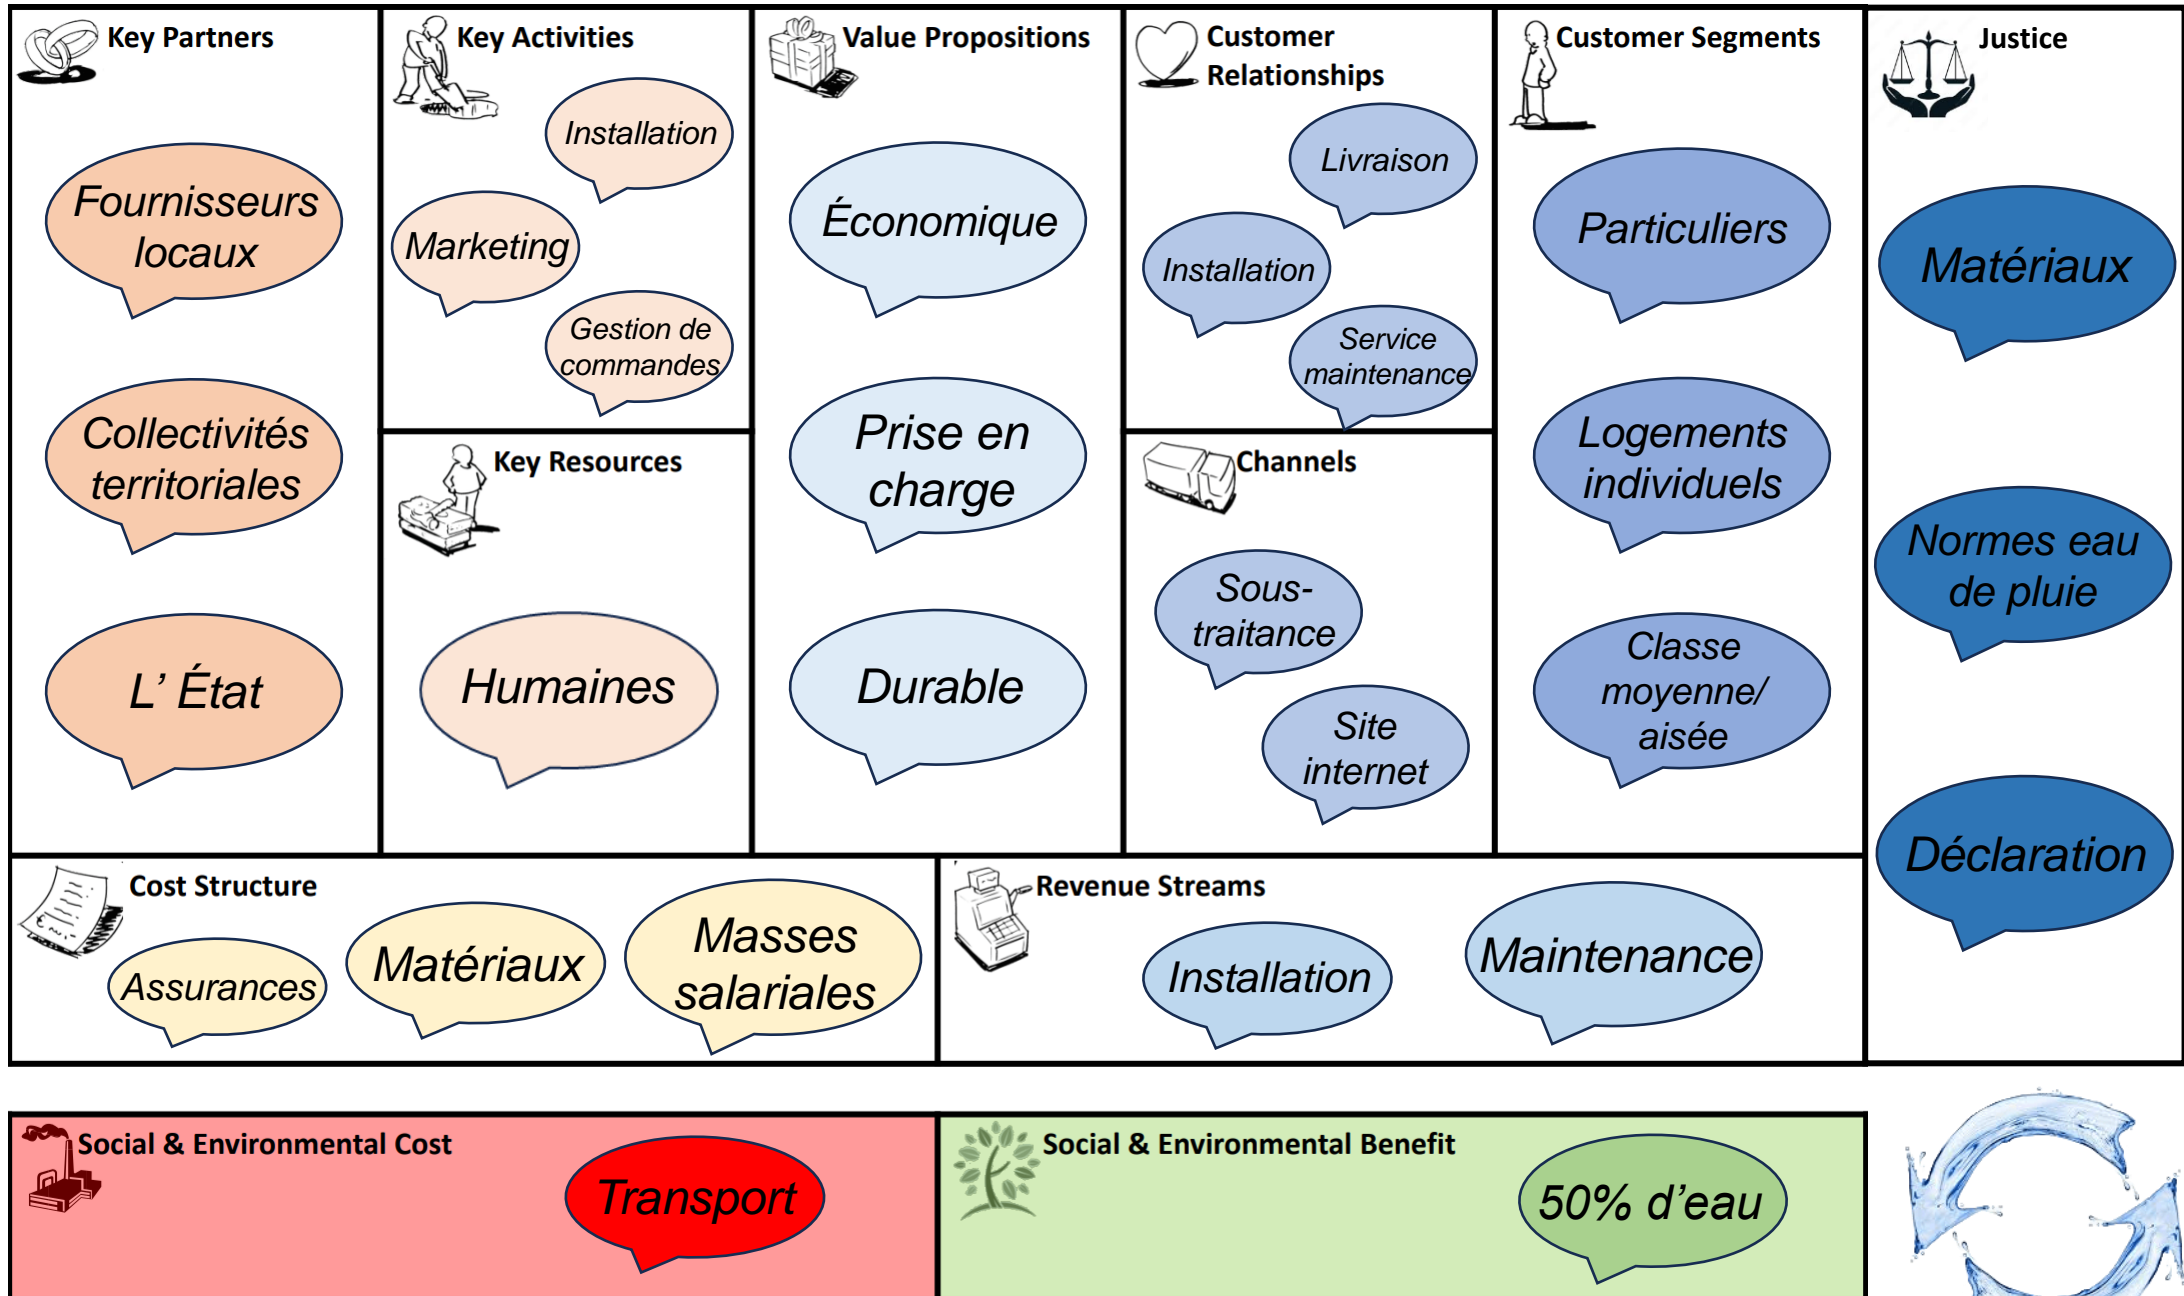 Key Partners
Fournisseurs
locaux
Collectivités
territoriales
L' État
Key Activities
Installation
Marketing
Gestion de
commandes
Key Resources
Humaines
Value Propositions
Économique
Prise en
charge
Durable
Customer
Relationships
Livraison
Installation
Service
maintenance
Channels
Sous-
traitance
Site
internet
Customer Segments
Particuliers
Logements
individuels
Classe
moyenne/
aisée
Justice
Matériaux
Normes eau
de pluie
Déclaration
Cost Structure
Assurances
Matériaux
Masses
salariales
Revenue Streams
Installation
Maintenance
Social & Environmental Cost
Transport
Social & Environmental Benefit
50% d'eau